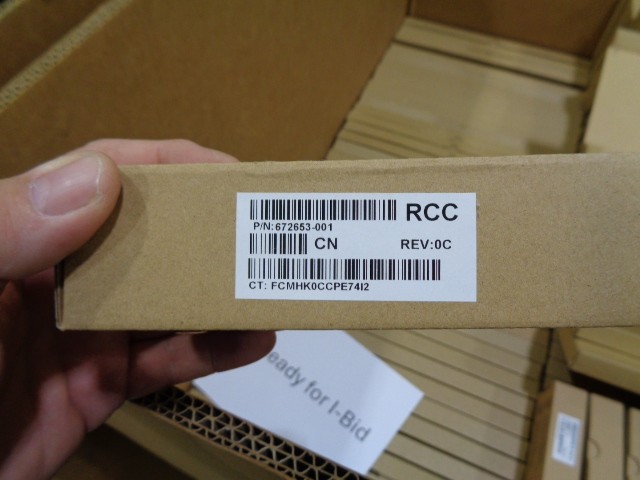 RCC
P/N:672653-001
CN REV:0C
CT: FCMHK0CCPE74I2
eady for I-Bid